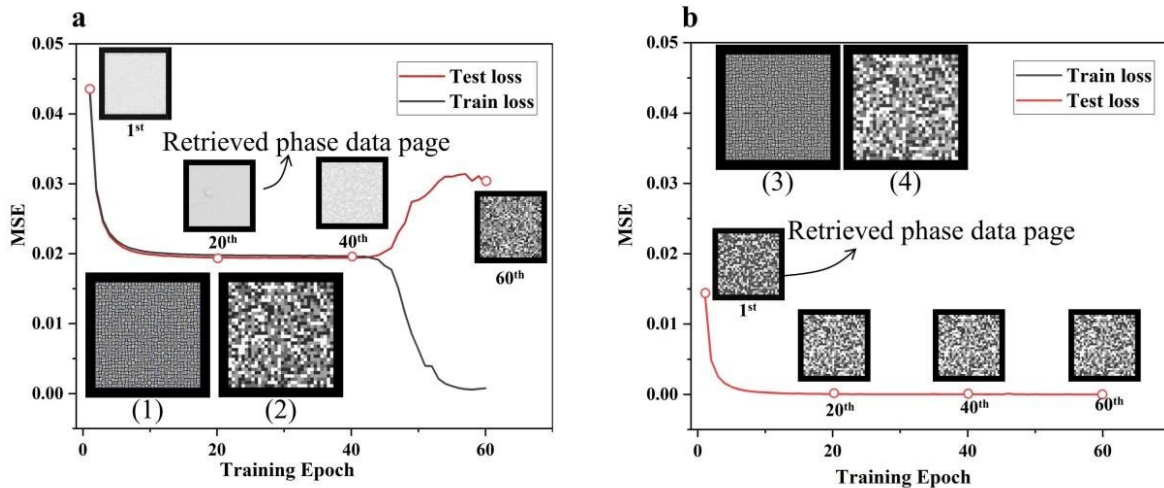 a
0.05
0.04
0.03
0.02
0.01
0.00
MSE
0
20
40
60
Training Epoch
Test loss
Train loss
1st
Retrieved phase data page
20th
40th
60th
(1)
(2)
b
0.05
0.04
0.03
0.02
0.01
0.00
MSE
0
20
40
60
Training Epoch
Train loss
Test loss
(3)
(4)
Retrieved phase data page
1st
20th
40th
60th